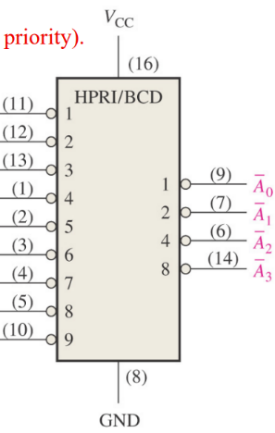 V_CC
priority).
(16)
HPRI/BCD
(11) 1
(12) 2
(13) 3
(1) 4
(2) 5
(3) 6
(4) 7
(5) 8
(10) 9
1 (9) A̅₀
2 (7) A̅₁
4 (6) A̅₂
8 (14) A̅₃
(8)
GND